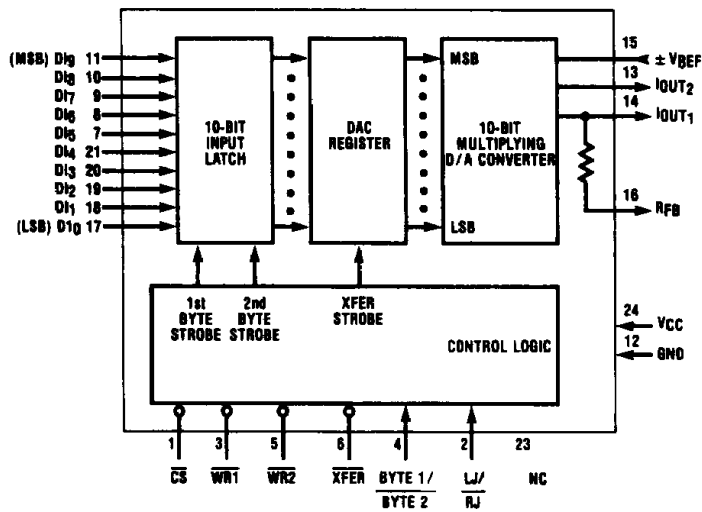 (MSB) DI9 11
DI8 10
DI7 9
DI6 8
DI5 7
DI4 21
DI3 20
DI2 19
DI1 18
(LSB) D10 17
10-BIT
INPUT
LATCH
DAC
REGISTER
MSB
10-BIT
MULTIPLYING
D/A CONVERTER
LSB
15
± VBEF
13
IOUT2
14
IOUT1
16
RFB
24
VCC
12
GND
1st
BYTE
STROBE
2nd
BYTE
STROBE
XFER
STROBE
CONTROL LOGIC
1 3 5 6 4 2 23
CS WR1 WR2 XFER BYTE 1/ LJ/ NC
BYTE 2 RJ